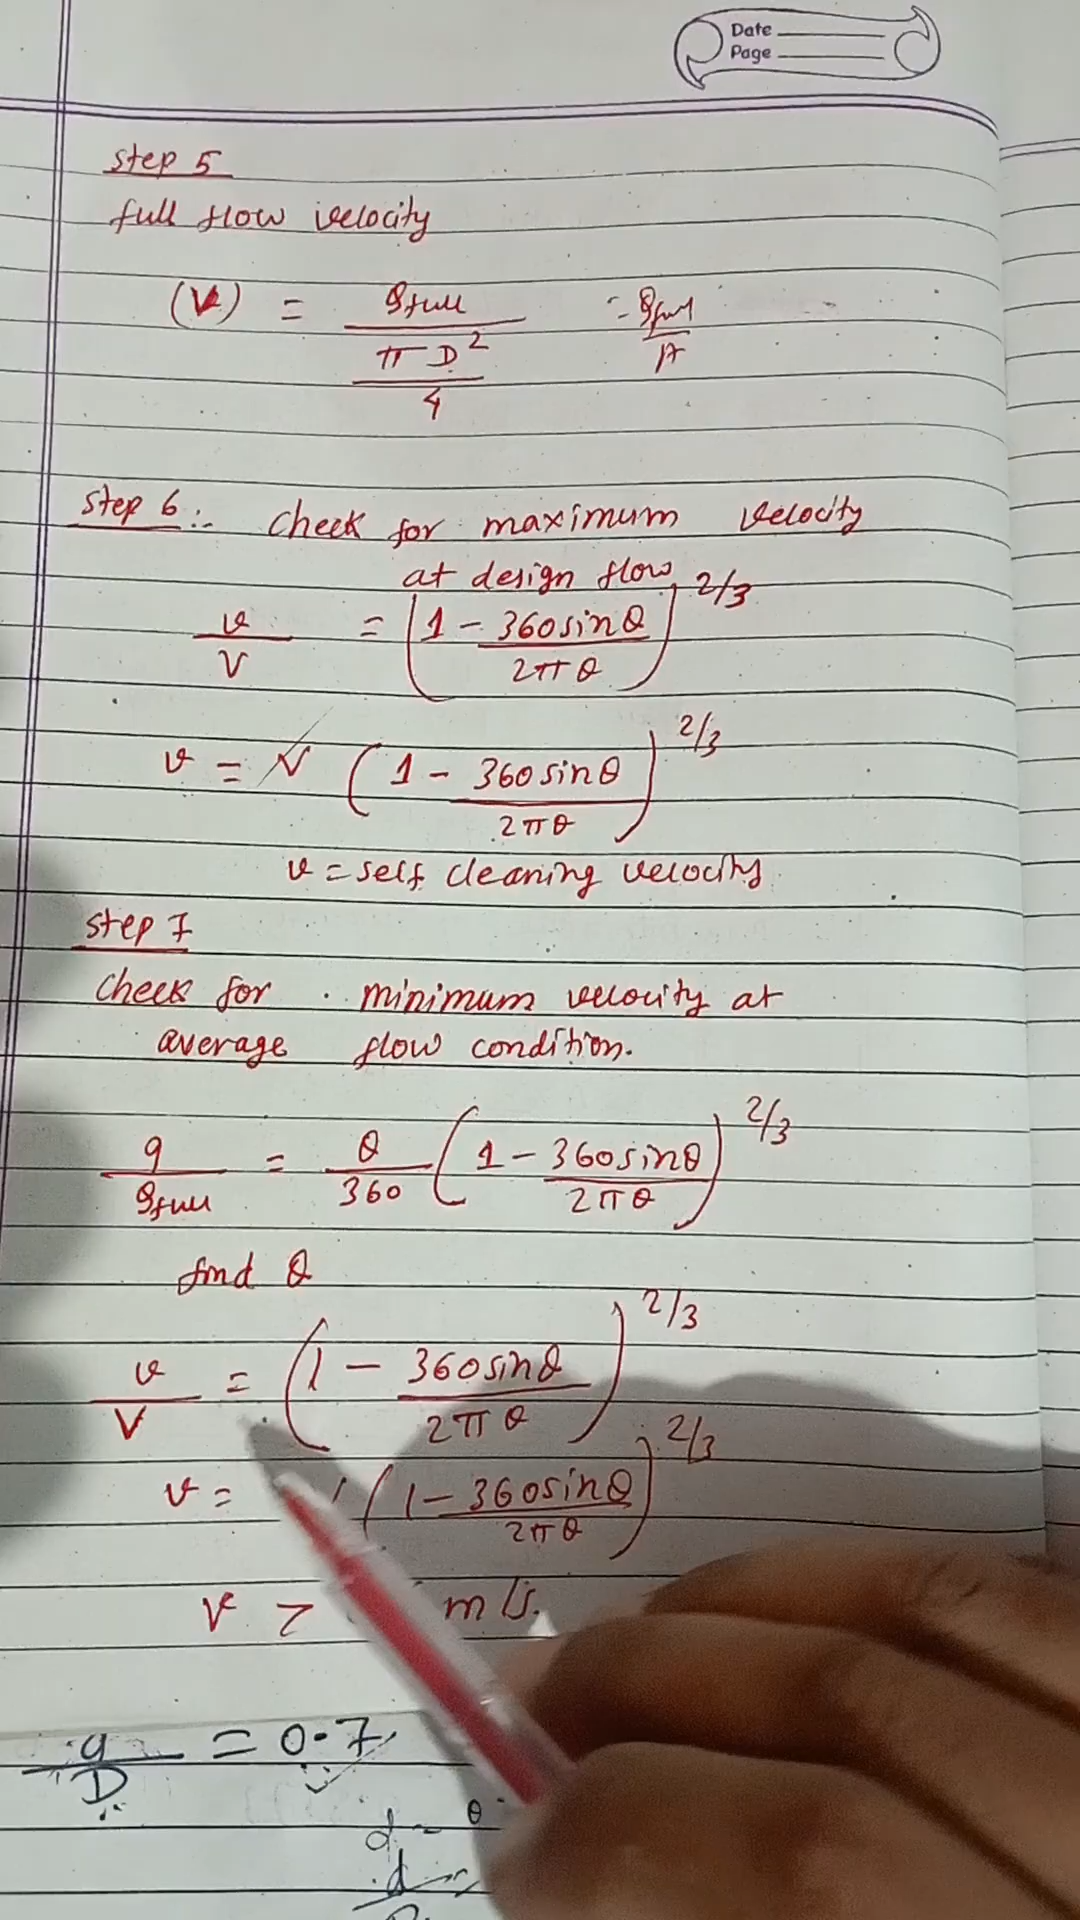 Date
Page
Step 5
full flow velocity
(V) = Qfull / (πD²/4) = Qfull / A
Step 6:- Check for maximum velocity
at design flow
v/V = (1 - 360sinθ / 2πθ)^2/3
v = V (1 - 360sinθ / 2πθ)^2/3
v = self cleaning velocity
Step 7
Check for minimum velocity at
average flow condition.
q/Qfull = θ/360 (1 - 360sinθ / 2πθ)^2/3
find θ
v/V = (1 - 360sinθ / 2πθ)^2/3
v = (1 - 360sinθ / 2πθ)^2/3
v > m/s.
/D = 0.7